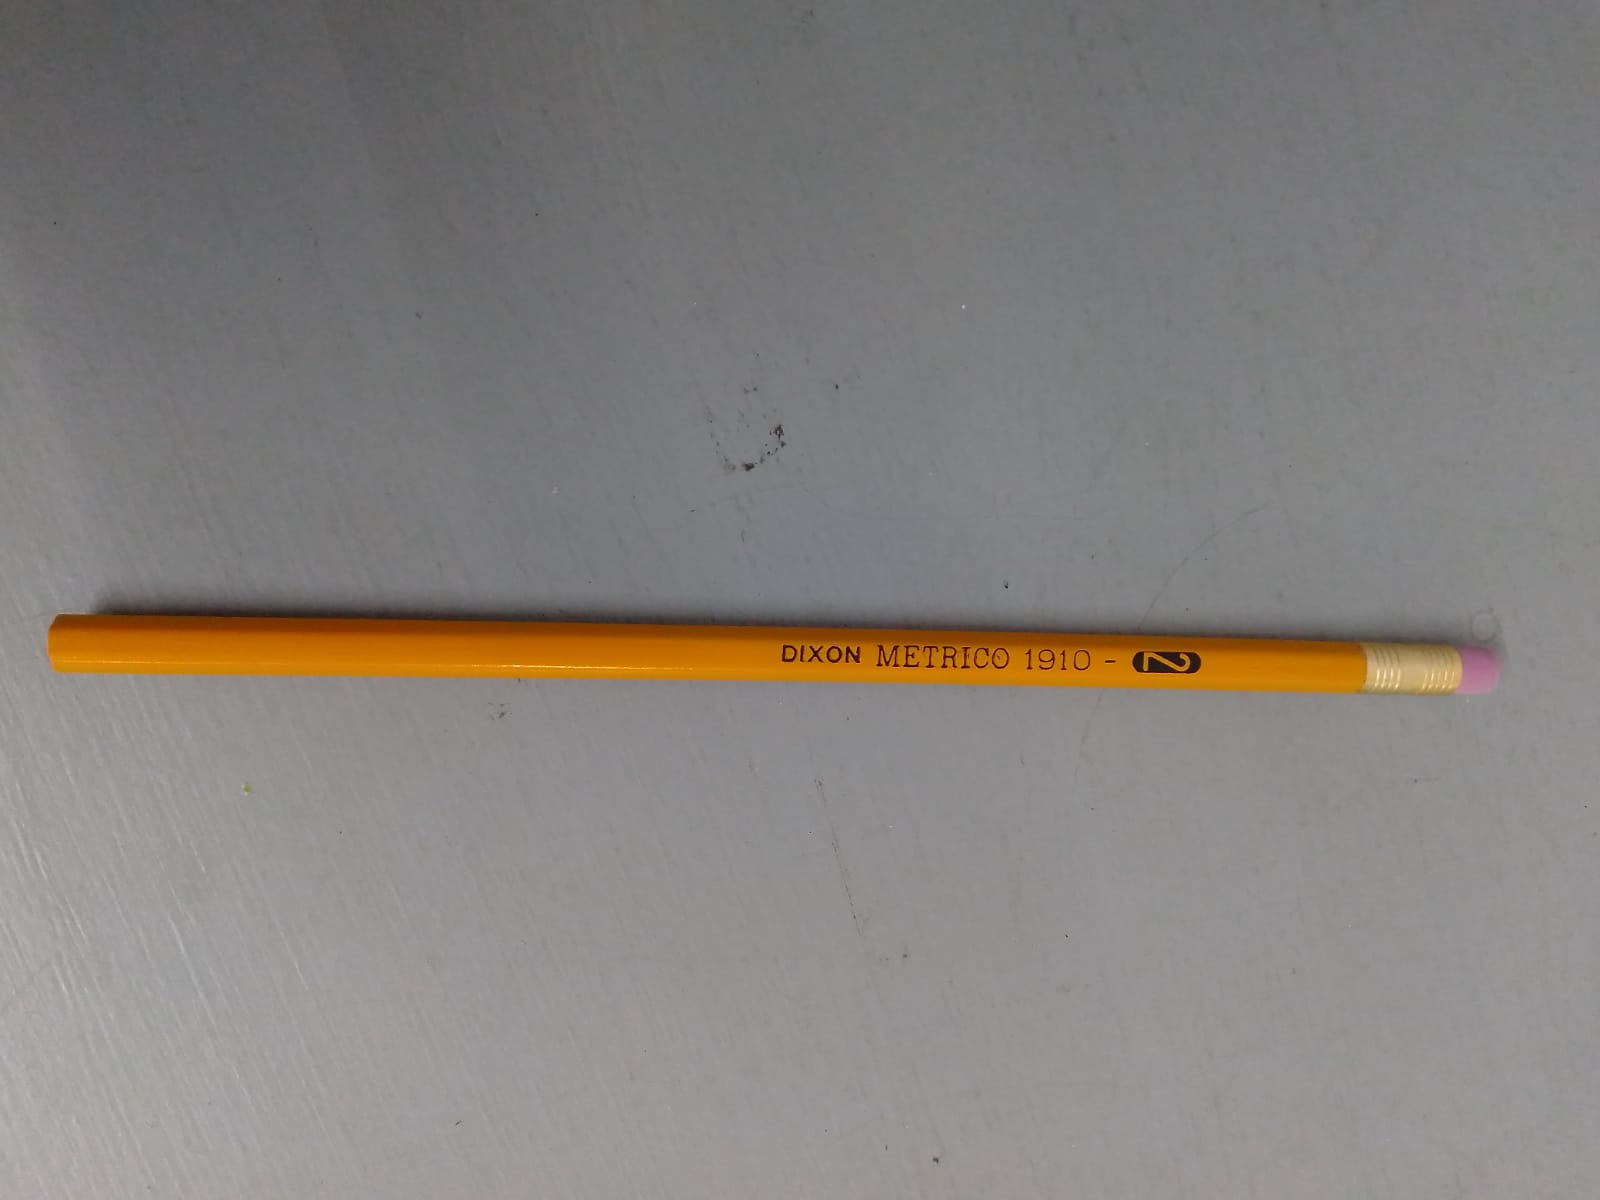 DIXON METRICO 1910 - 2